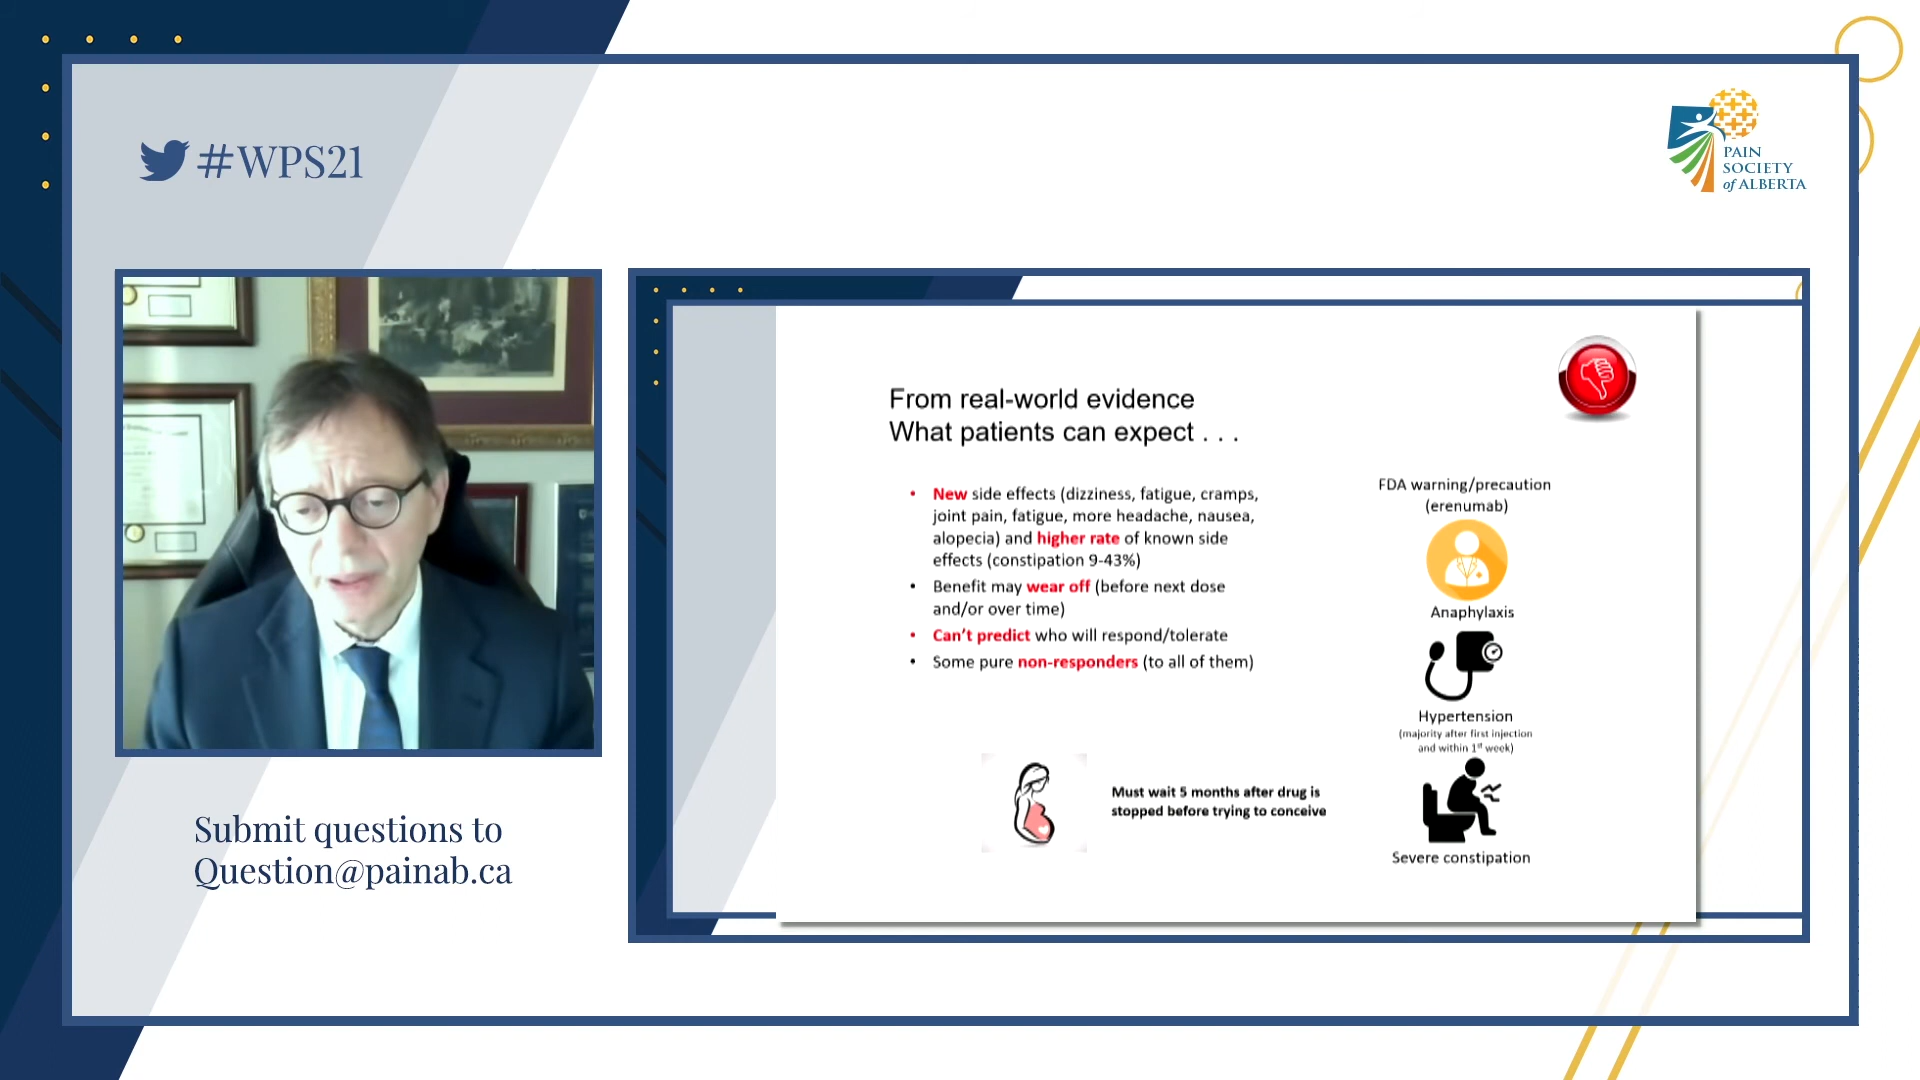 #WPS21
PAIN
SOCIETY
of ALBERTA
From real-world evidence
What patients can expect . . .
• New side effects (dizziness, fatigue, cramps,
joint pain, fatigue, more headache, nausea,
alopecia) and higher rate of known side
effects (constipation 9-43%)
• Benefit may wear off (before next dose
and/or over time)
• Can't predict who will respond/tolerate
• Some pure non-responders (to all of them)
Must wait 5 months after drug is
stopped before trying to conceive
FDA warning/precaution
(erenumab)
Anaphylaxis
Hypertension
(majority after first injection
and within 1st week)
Severe constipation
Submit questions to
Question@painab.ca